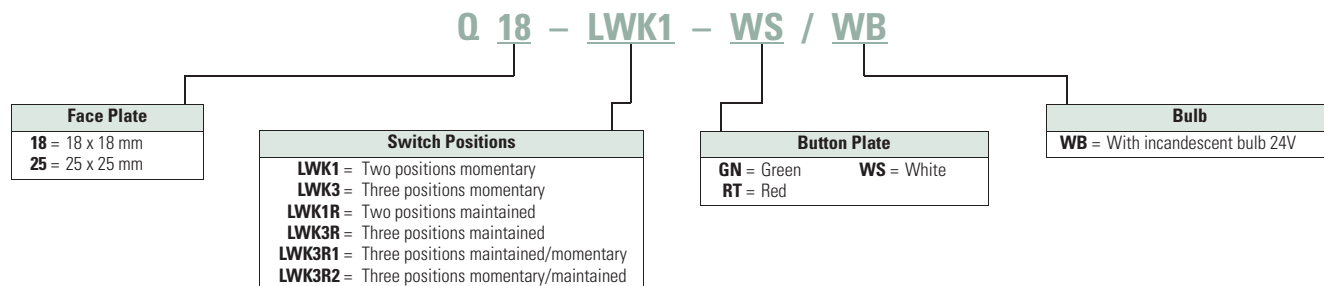 Q 18 – LWK1 – WS / WB
Face Plate
18 = 18 x 18 mm
25 = 25 x 25 mm
Switch Positions
LWK1 = Two positions momentary
LWK3 = Three positions momentary
LWK1R = Two positions maintained
LWK3R = Three positions maintained
LWK3R1 = Three positions maintained/momentary
LWK3R2 = Three positions momentary/maintained
Button Plate
GN = Green WS = White
RT = Red
Bulb
WB = With incandescent bulb 24V